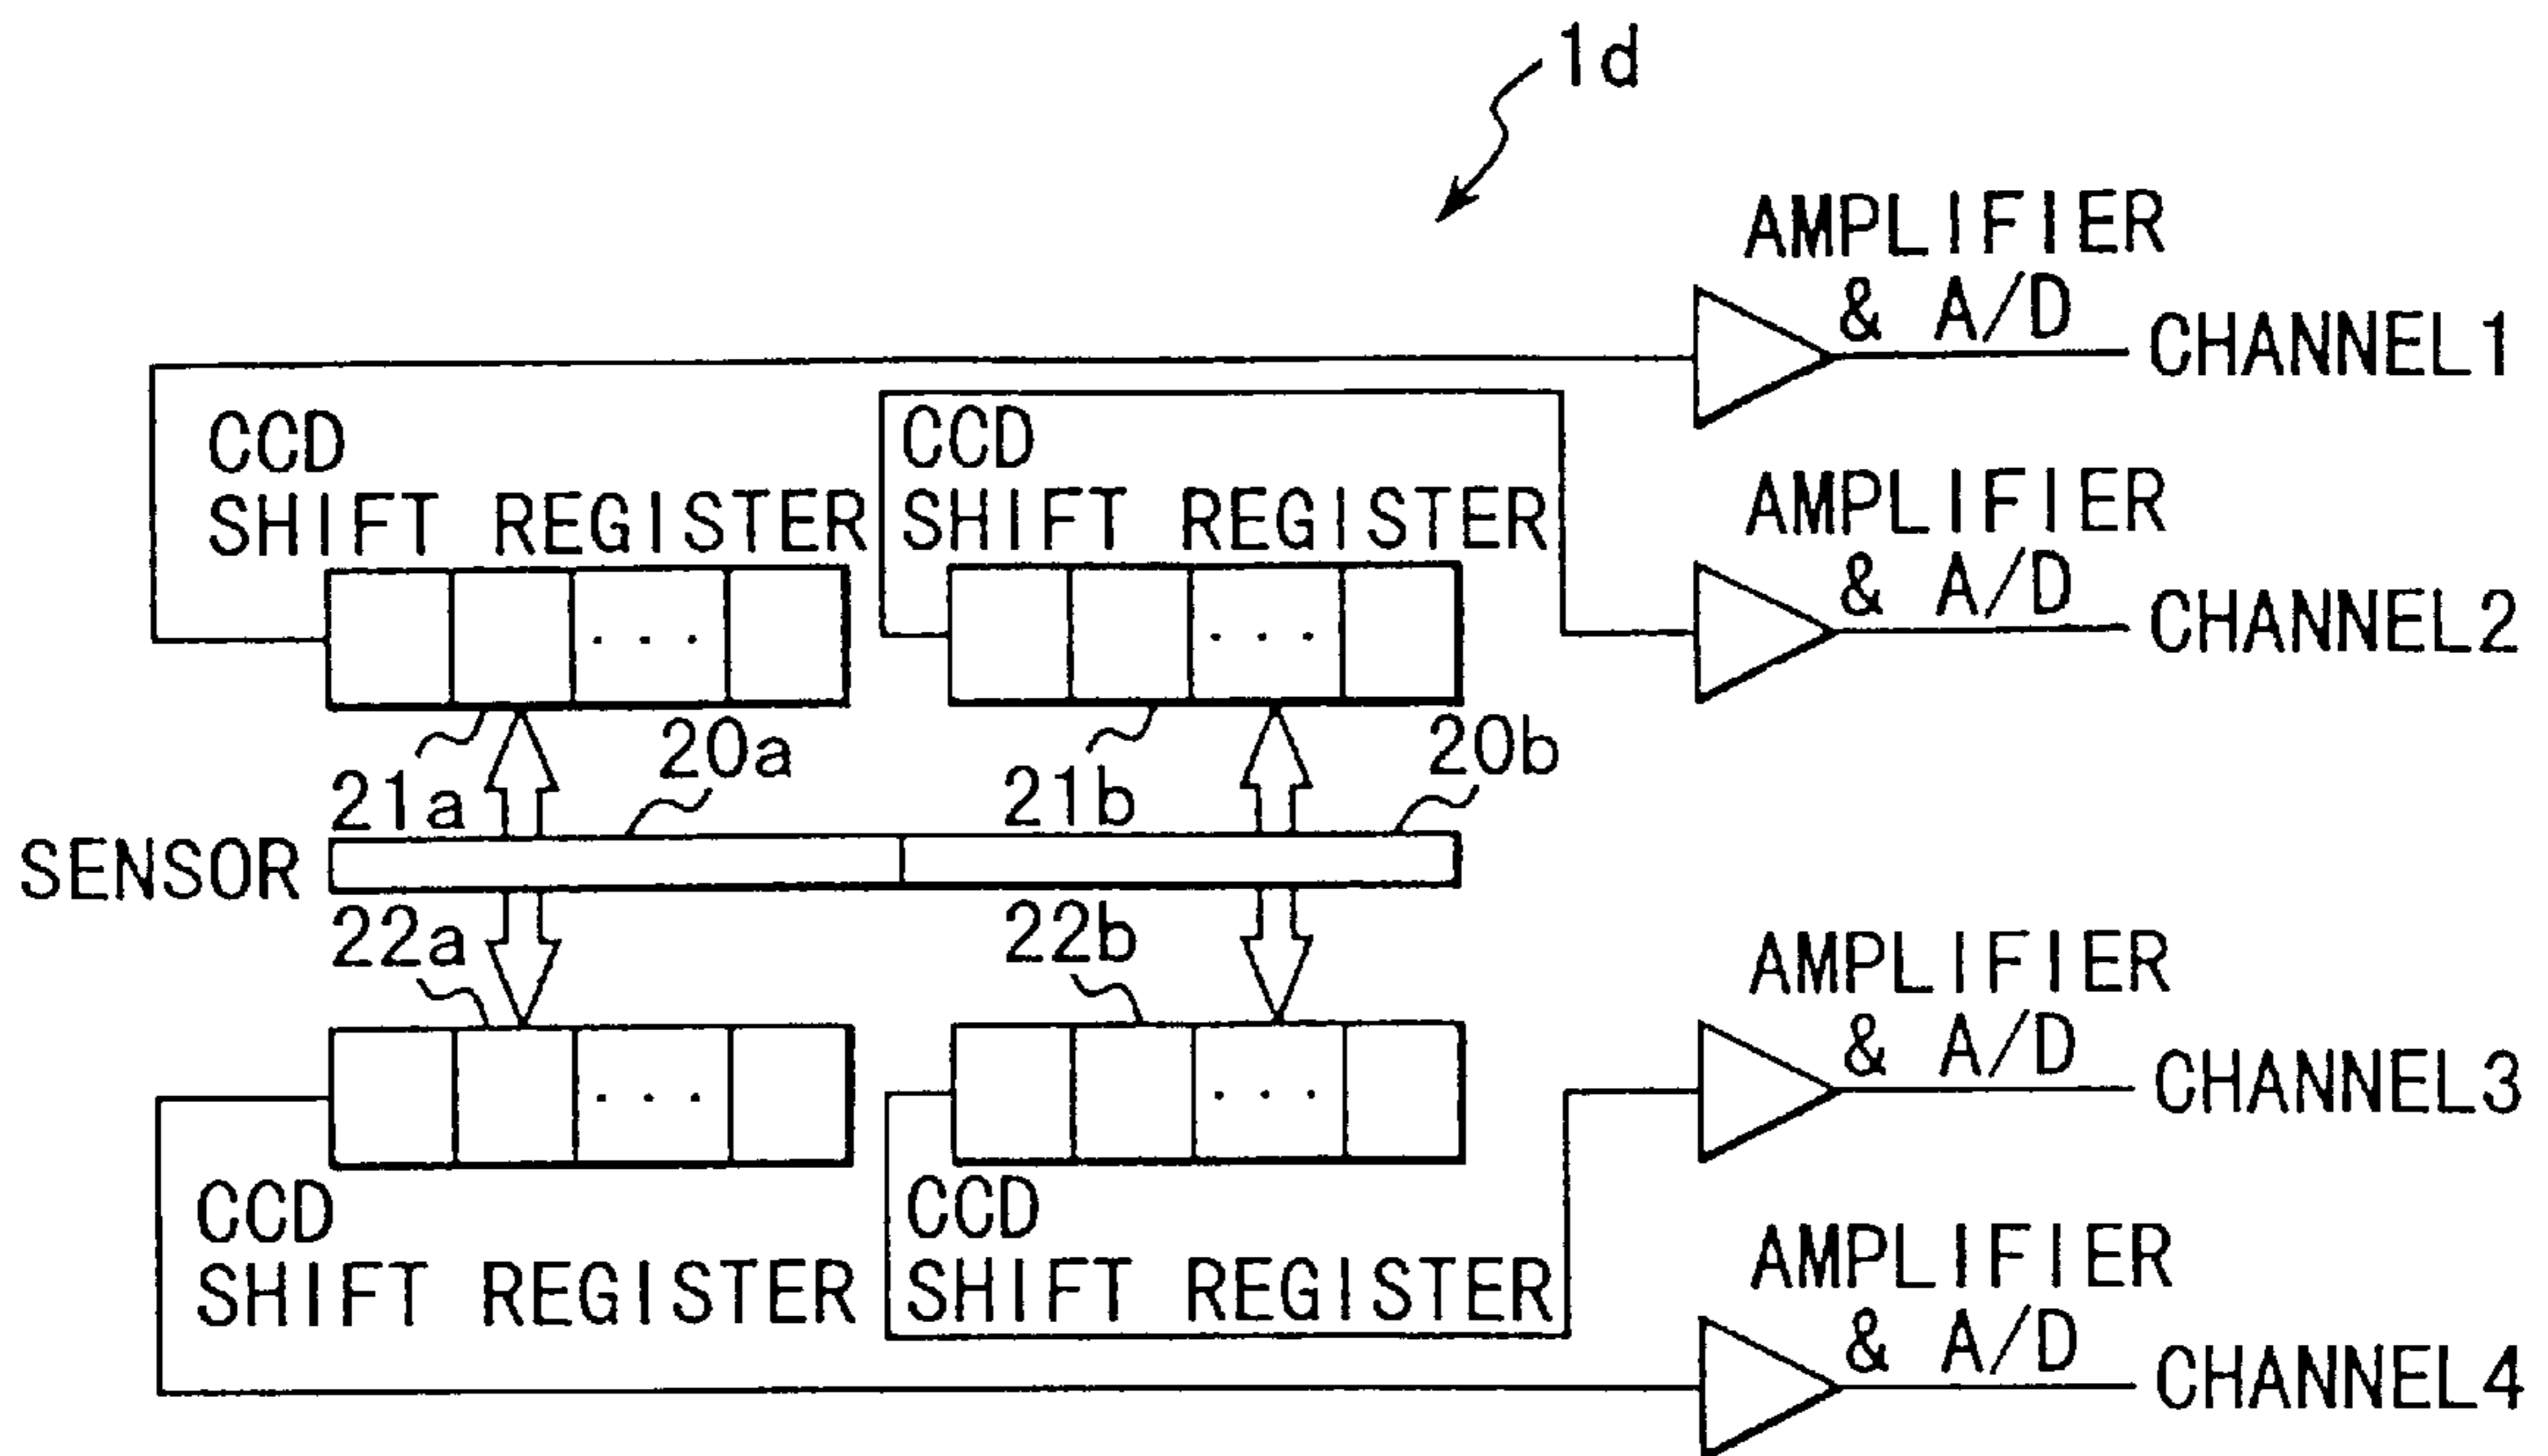 1d
AMPLIFIER
& A/D
CHANNEL1
CCD
SHIFT REGISTER
CCD
SHIFT REGISTER
AMPLIFIER
& A/D
CHANNEL2
21a
20a
21b
20b
SENSOR
22a
22b
AMPLIFIER
& A/D
CHANNEL3
CCD
SHIFT REGISTER
CCD
SHIFT REGISTER
AMPLIFIER
& A/D
CHANNEL4